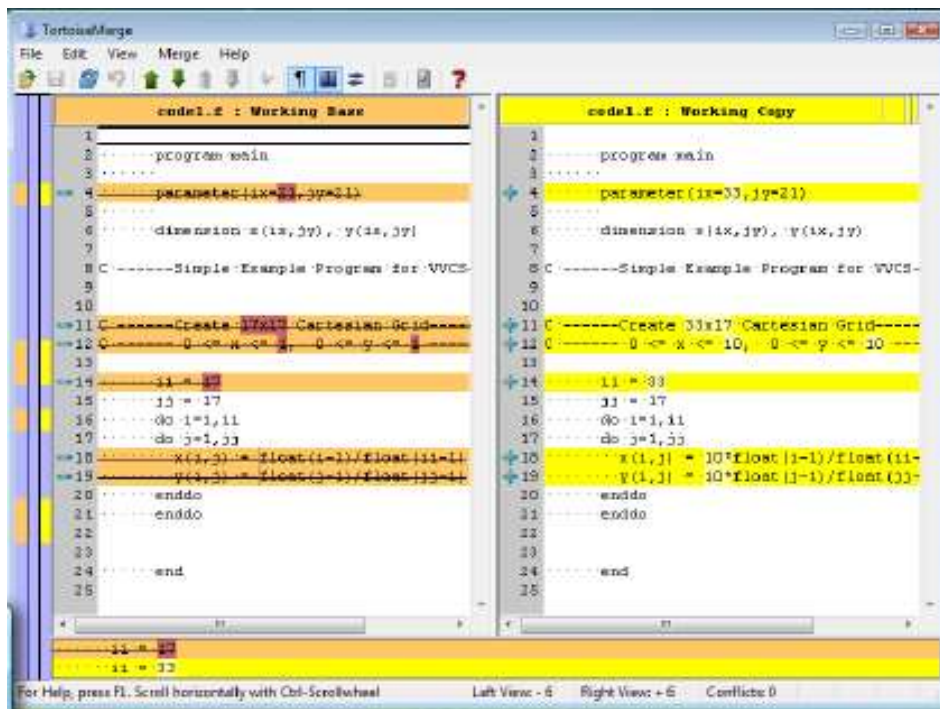 TortoiseMerge
File Edit View Merge Help
code1.f : Working Base
1
2 ······program main
3 ······
4 ······parameter(ix=21,jy=21)
5 ······
6 ······dimension x(ix,jy), y(ix,jy)
7
8 C ------Simple Example Program for VVCS-
9
10
11 C ------Create 17x17 Cartesian Grid-----
12 C ------ 0 <= x <= 1, 0 <= y <= 1
13
14 ······ii = 17
15 ······jj = 17
16 ······do i=1,ii
17 ······do j=1,jj
18 ········x(i,j) = float(i-1)/float(ii-1)
19 ········y(i,j) = float(j-1)/float(jj-1)
20 ······enddo
21 ······enddo
22
23
24 ······end
25
code1.f : Working Copy
1
2 ······program main
3 ······
4 ······parameter(ix=33,jy=21)
5 ······
6 ······dimension x(ix,jy), y(ix,jy)
7
8 C ------Simple Example Program for VVCS-
9
10
11 C ------Create 33x17 Cartesian Grid-----
12 C ------ 0 <= x <= 10, 0 <= y <= 10 ---
13
14 ······ii = 33
15 ······jj = 17
16 ······do i=1,ii
17 ······do j=1,jj
18 ········x(i,j) = 10*float(i-1)/float(ii-
19 ········y(i,j) = 10*float(j-1)/float(jj-
20 ······enddo
21 ······enddo
22
23
24 ······end
25
······ii = 17
······ii = 33
For Help, press F1. Scroll horizontally with Ctrl-Scrollwheel Left View: - 6 Right View: + 6 Conflicts: 0